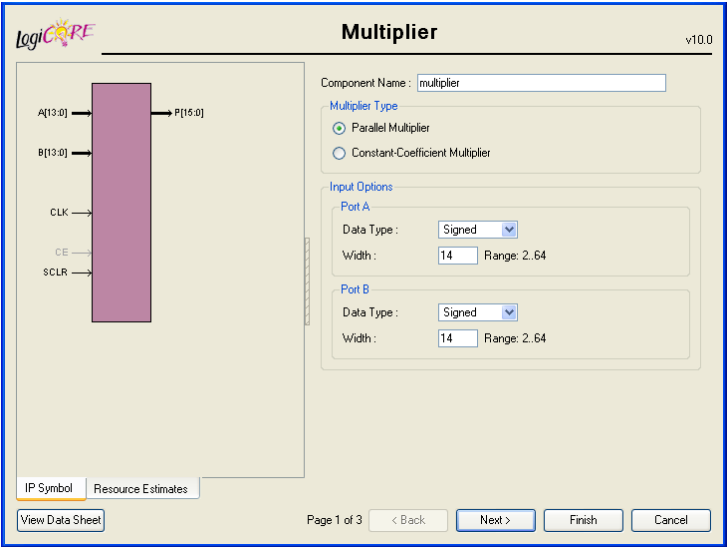 LogiCORE
Multiplier
v10.0
A[13:0]
P[15:0]
B[13:0]
CLK
CE
SCLR
IP Symbol
Resource Estimates
Component Name : multiplier
Multiplier Type
Parallel Multiplier
Constant-Coefficient Multiplier
Input Options
Port A
Data Type : Signed
Width : 14 Range: 2..64
Port B
Data Type : Signed
Width : 14 Range: 2..64
View Data Sheet
Page 1 of 3 < Back Next > Finish Cancel